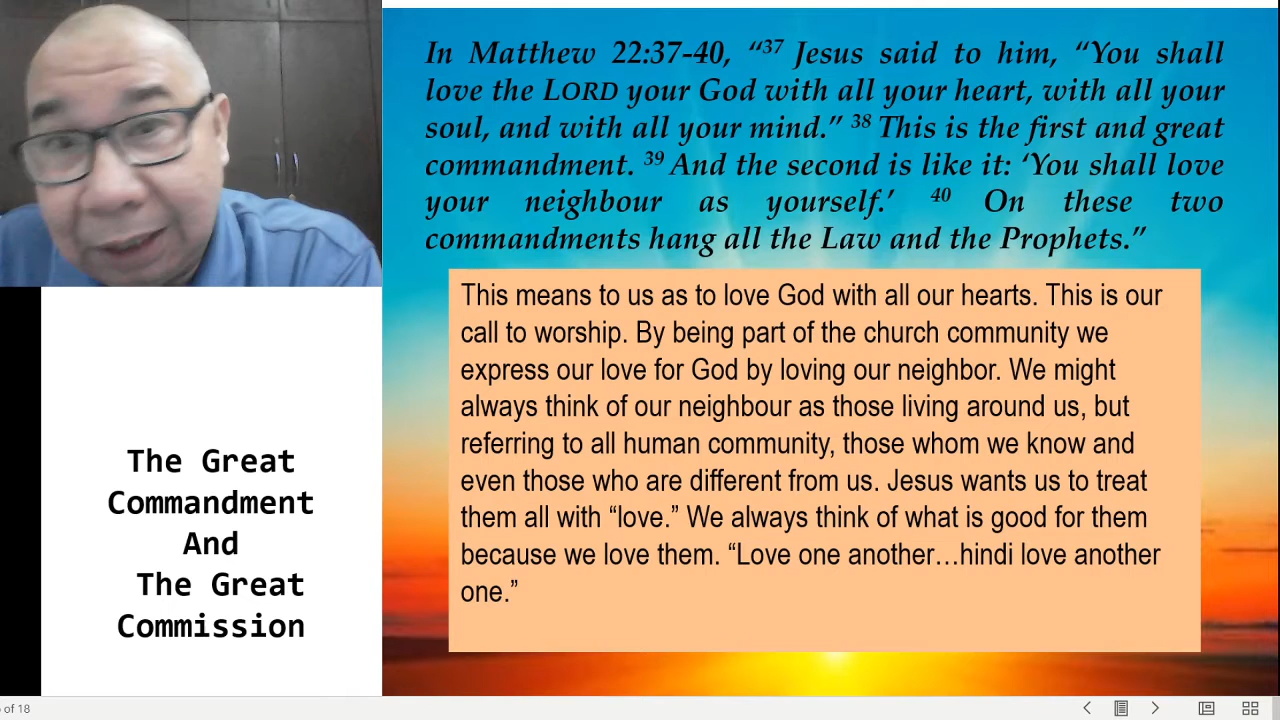 In Matthew 22:37-40, “37 Jesus said to him, “You shall
love the LORD your God with all your heart, with all your
soul, and with all your mind.” 38 This is the first and great
commandment. 39 And the second is like it: ‘You shall love
your neighbour as yourself.’ 40 On these two
commandments hang all the Law and the Prophets.”
This means to us as to love God with all our hearts. This is our
call to worship. By being part of the church community we
express our love for God by loving our neighbor. We might
always think of our neighbour as those living around us, but
referring to all human community, those whom we know and
even those who are different from us. Jesus wants us to treat
them all with “love.” We always think of what is good for them
because we love them. “Love one another…hindi love another
one.”
The Great
Commandment
And
The Great
Commission
of 18